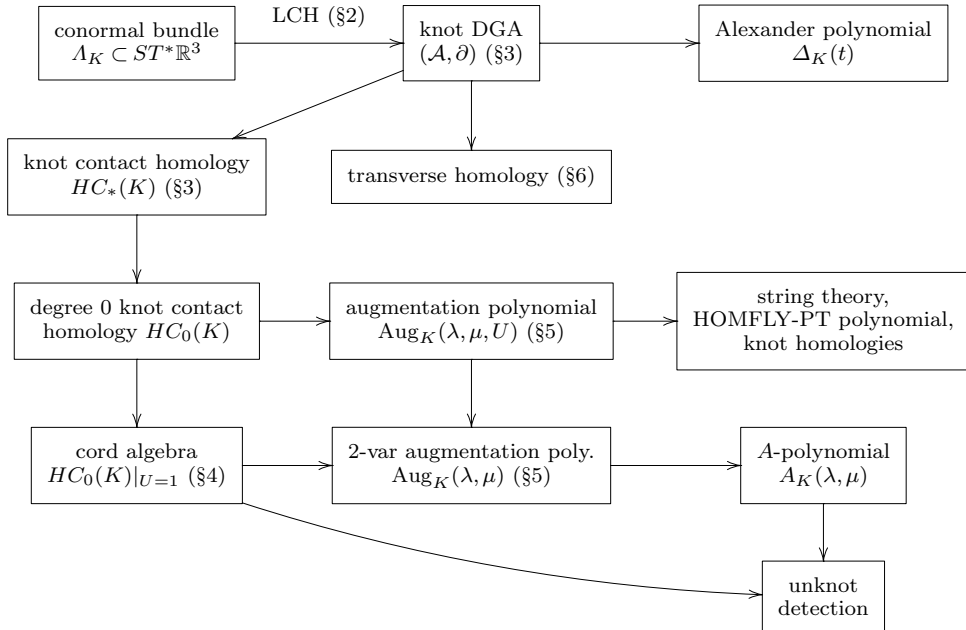 conormal bundle
Λ_K ⊂ ST*ℝ³
LCH (§2)
knot DGA
(𝒜, ∂) (§3)
Alexander polynomial
Δ_K(t)
knot contact homology
HC_*(K) (§3)
transverse homology (§6)
degree 0 knot contact
homology HC₀(K)
augmentation polynomial
Aug_K(λ, μ, U) (§5)
string theory,
HOMFLY-PT polynomial,
knot homologies
cord algebra
HC₀(K)|_{U=1} (§4)
2-var augmentation poly.
Aug_K(λ, μ) (§5)
A-polynomial
A_K(λ, μ)
unknot
detection